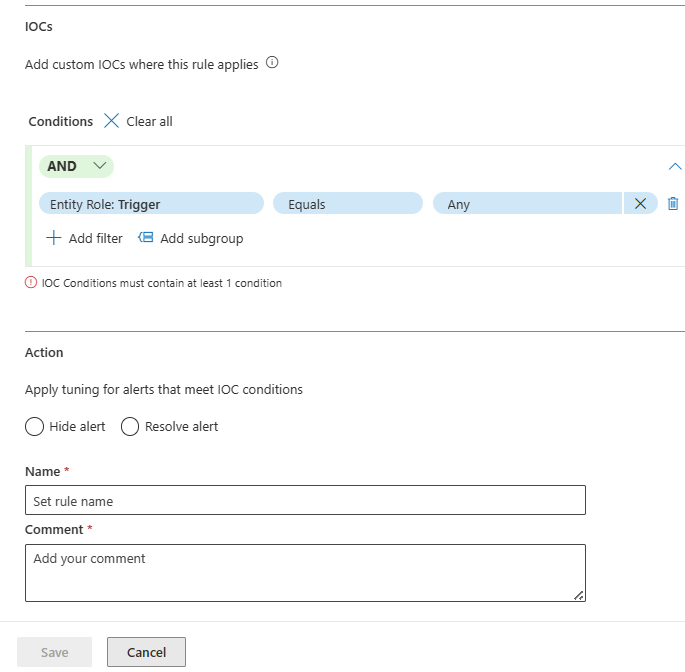 IOCs
Add custom IOCs where this rule applies
Conditions Clear all
AND
Entity Role: Trigger Equals Any
Add filter Add subgroup
IOC Conditions must contain at least 1 condition
Action
Apply tuning for alerts that meet IOC conditions
Hide alert Resolve alert
Name *
Set rule name
Comment *
Add your comment
Save Cancel